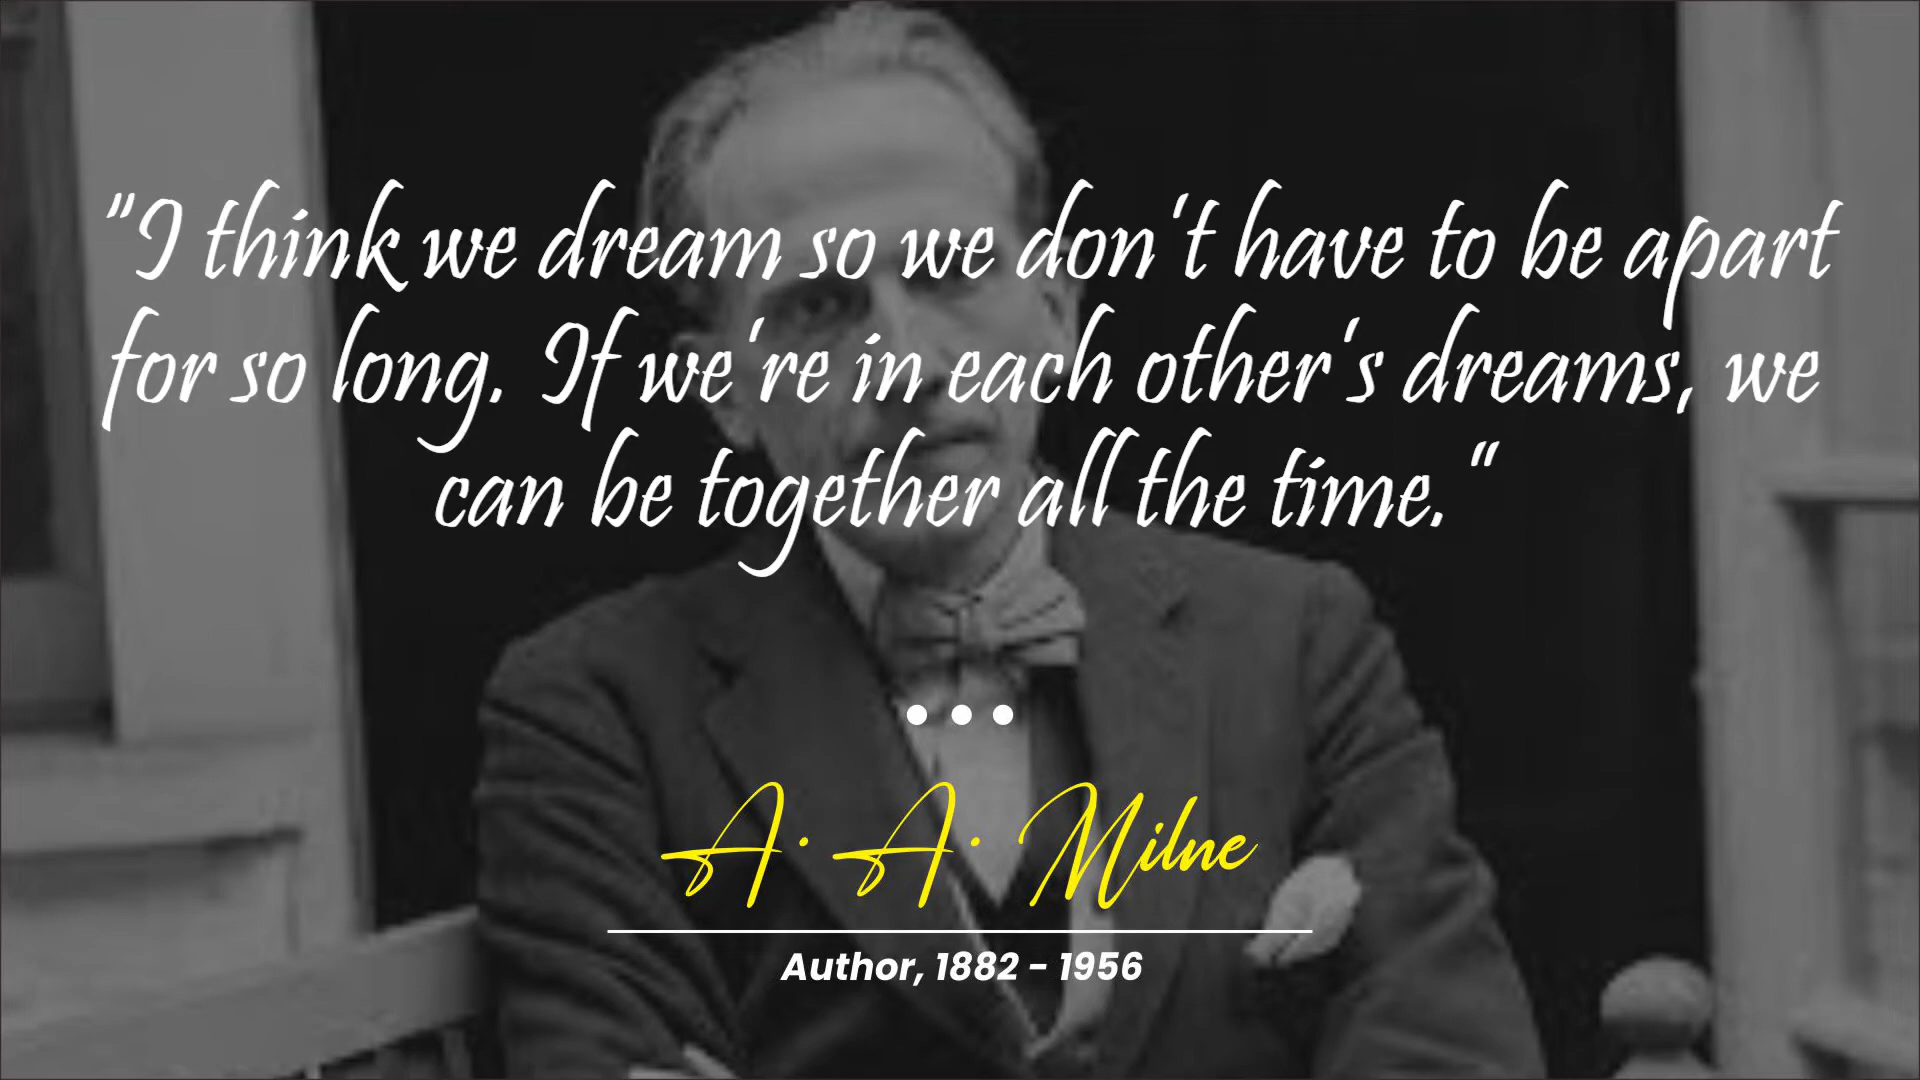 "I think we dream so we don't have to be apart
for so long. If we're in each other's dreams, we
can be together all the time."
A. A. Milne
Author, 1882 - 1956